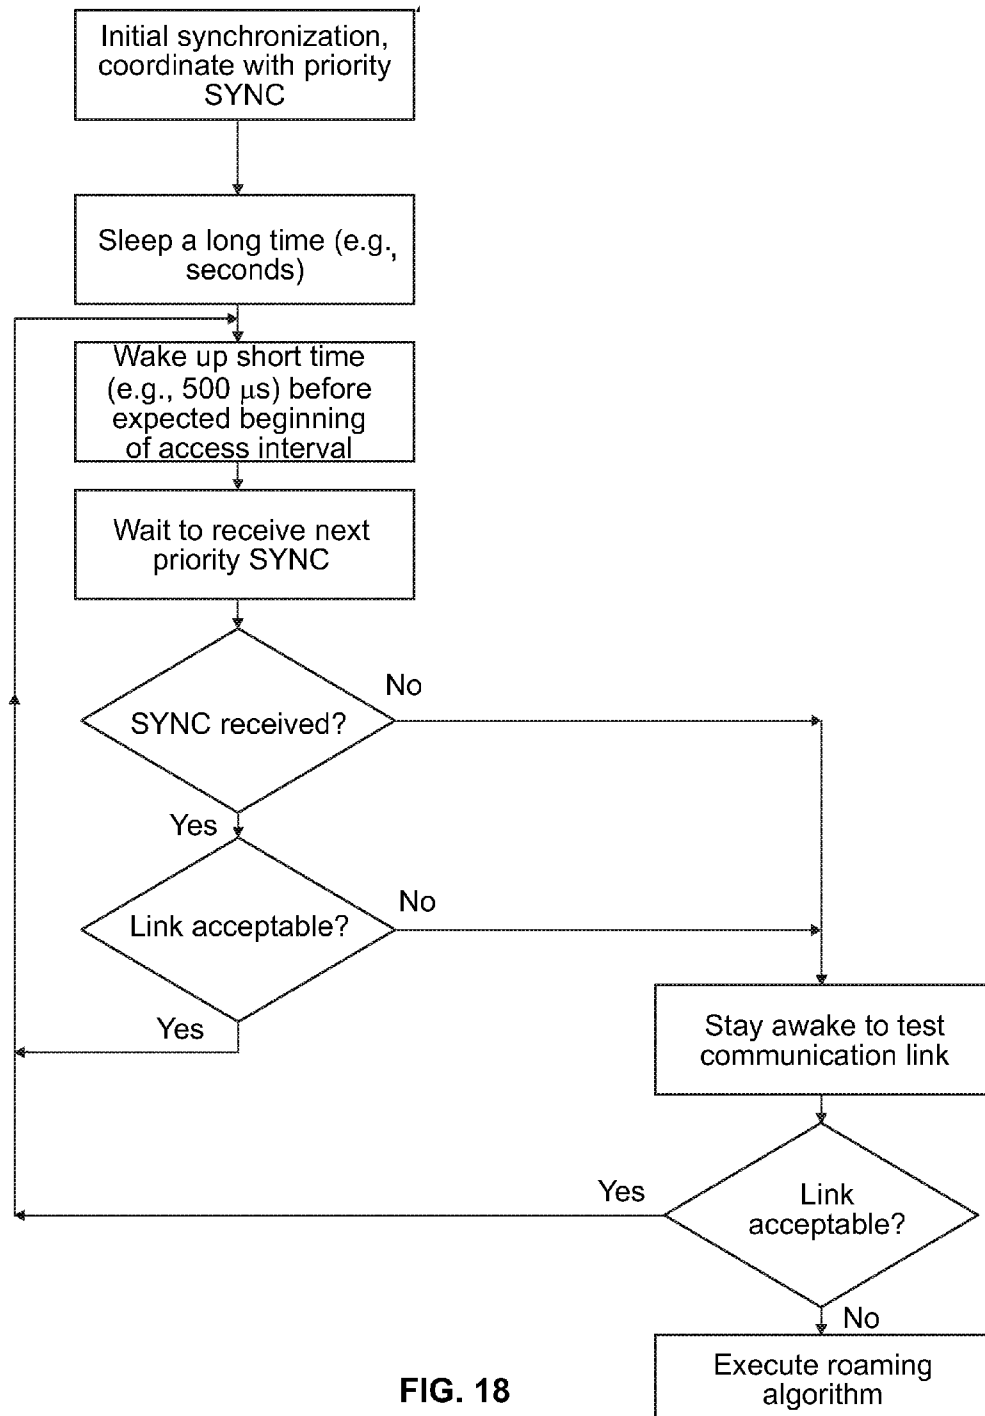 Initial synchronization,
coordinate with priority
SYNC
Sleep a long time (e.g.,
seconds)
Wake up short time
(e.g., 500 μs) before
expected beginning
of access interval
Wait to receive next
priority SYNC
No
SYNC received?
Yes
No
Link acceptable?
Yes
Stay awake to test
communication link
Yes
Link
acceptable?
No
Execute roaming
algorithm
FIG. 18